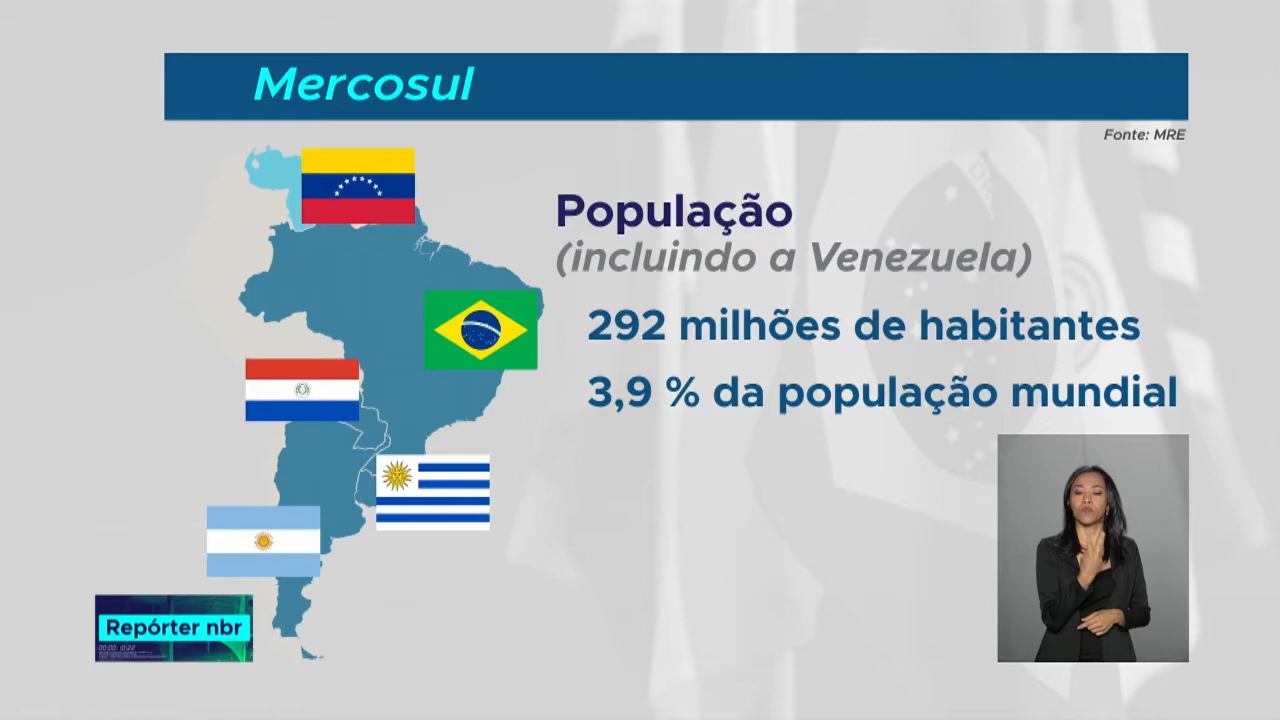 Mercosul
Fonte: MRE
População
(incluindo a Venezuela)
292 milhões de habitantes
3,9 % da população mundial
Repórter nbr